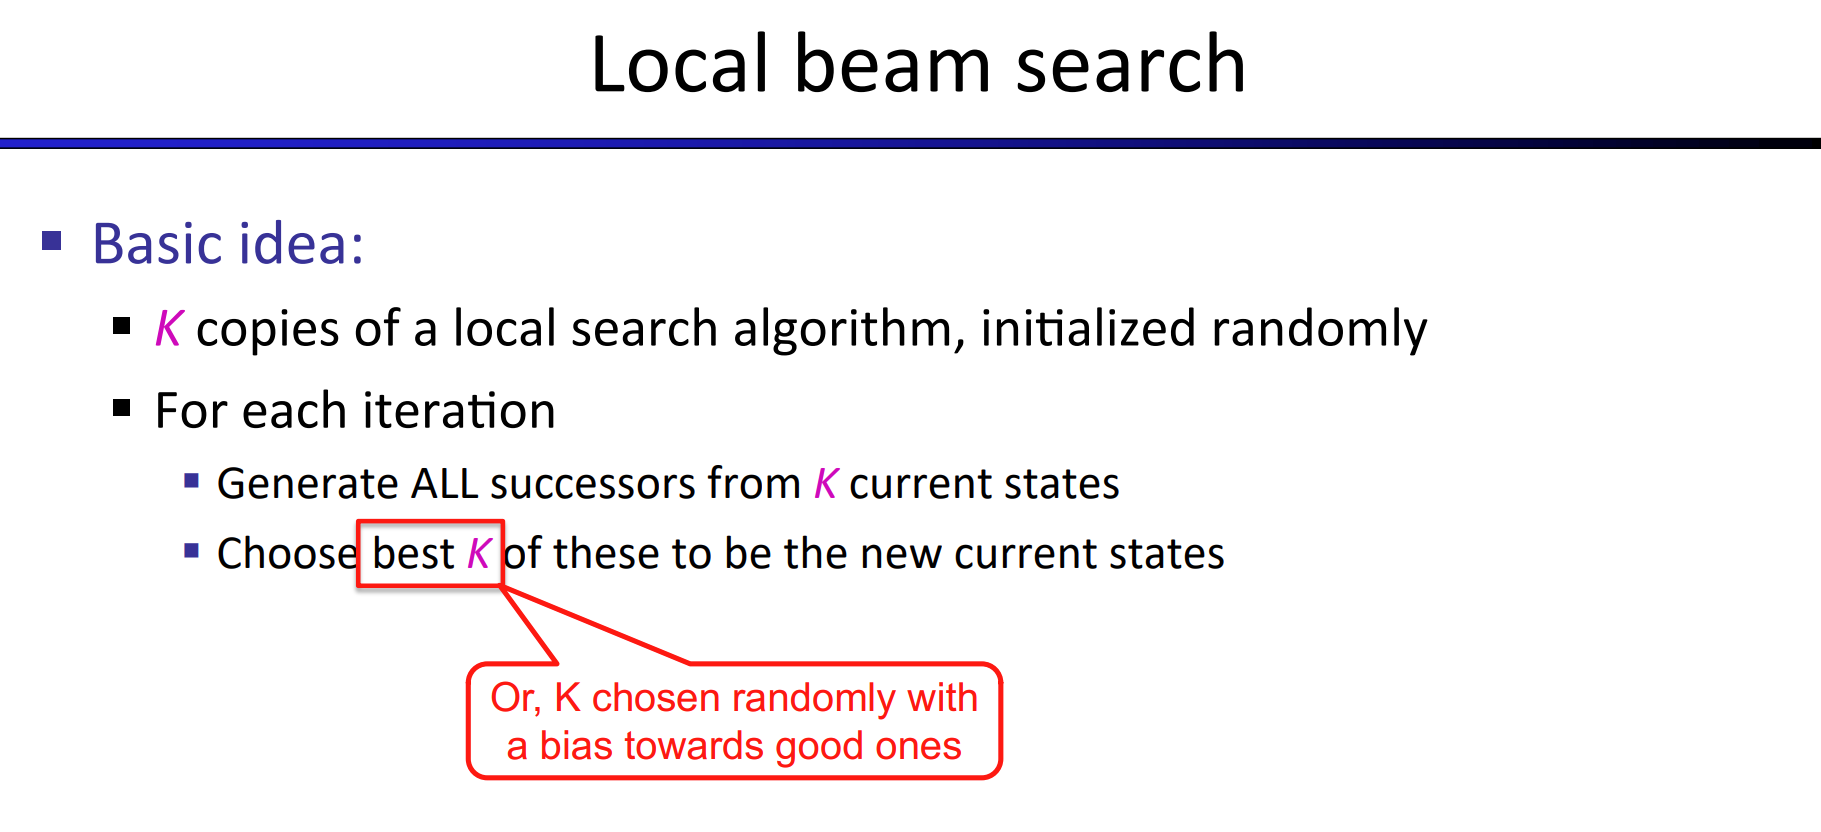 Local beam search
Basic idea:
K copies of a local search algorithm, initialized randomly
For each iteration
Generate ALL successors from K current states
Choose best K of these to be the new current states
Or, K chosen randomly with
a bias towards good ones